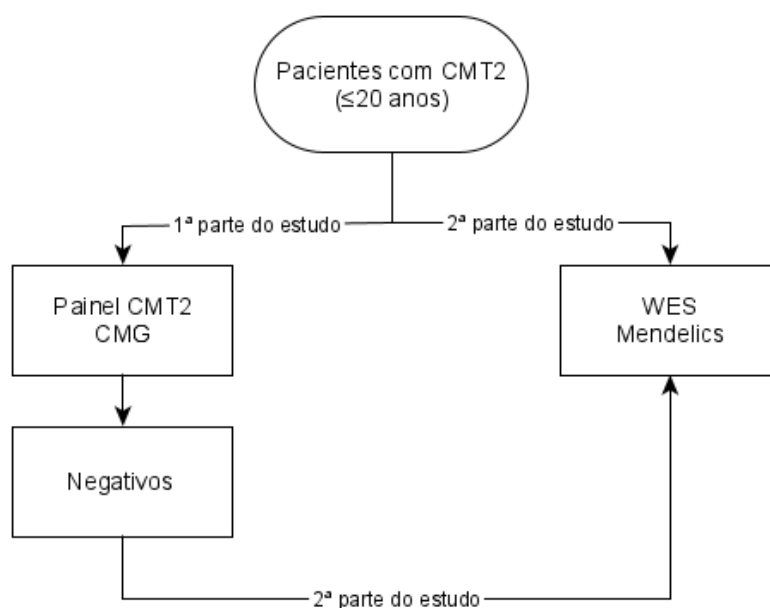 Pacientes com CMT2
(≤20 anos)
1ª parte do estudo
2ª parte do estudo
Painel CMT2
CMG
WES
Mendelics
Negativos
2ª parte do estudo